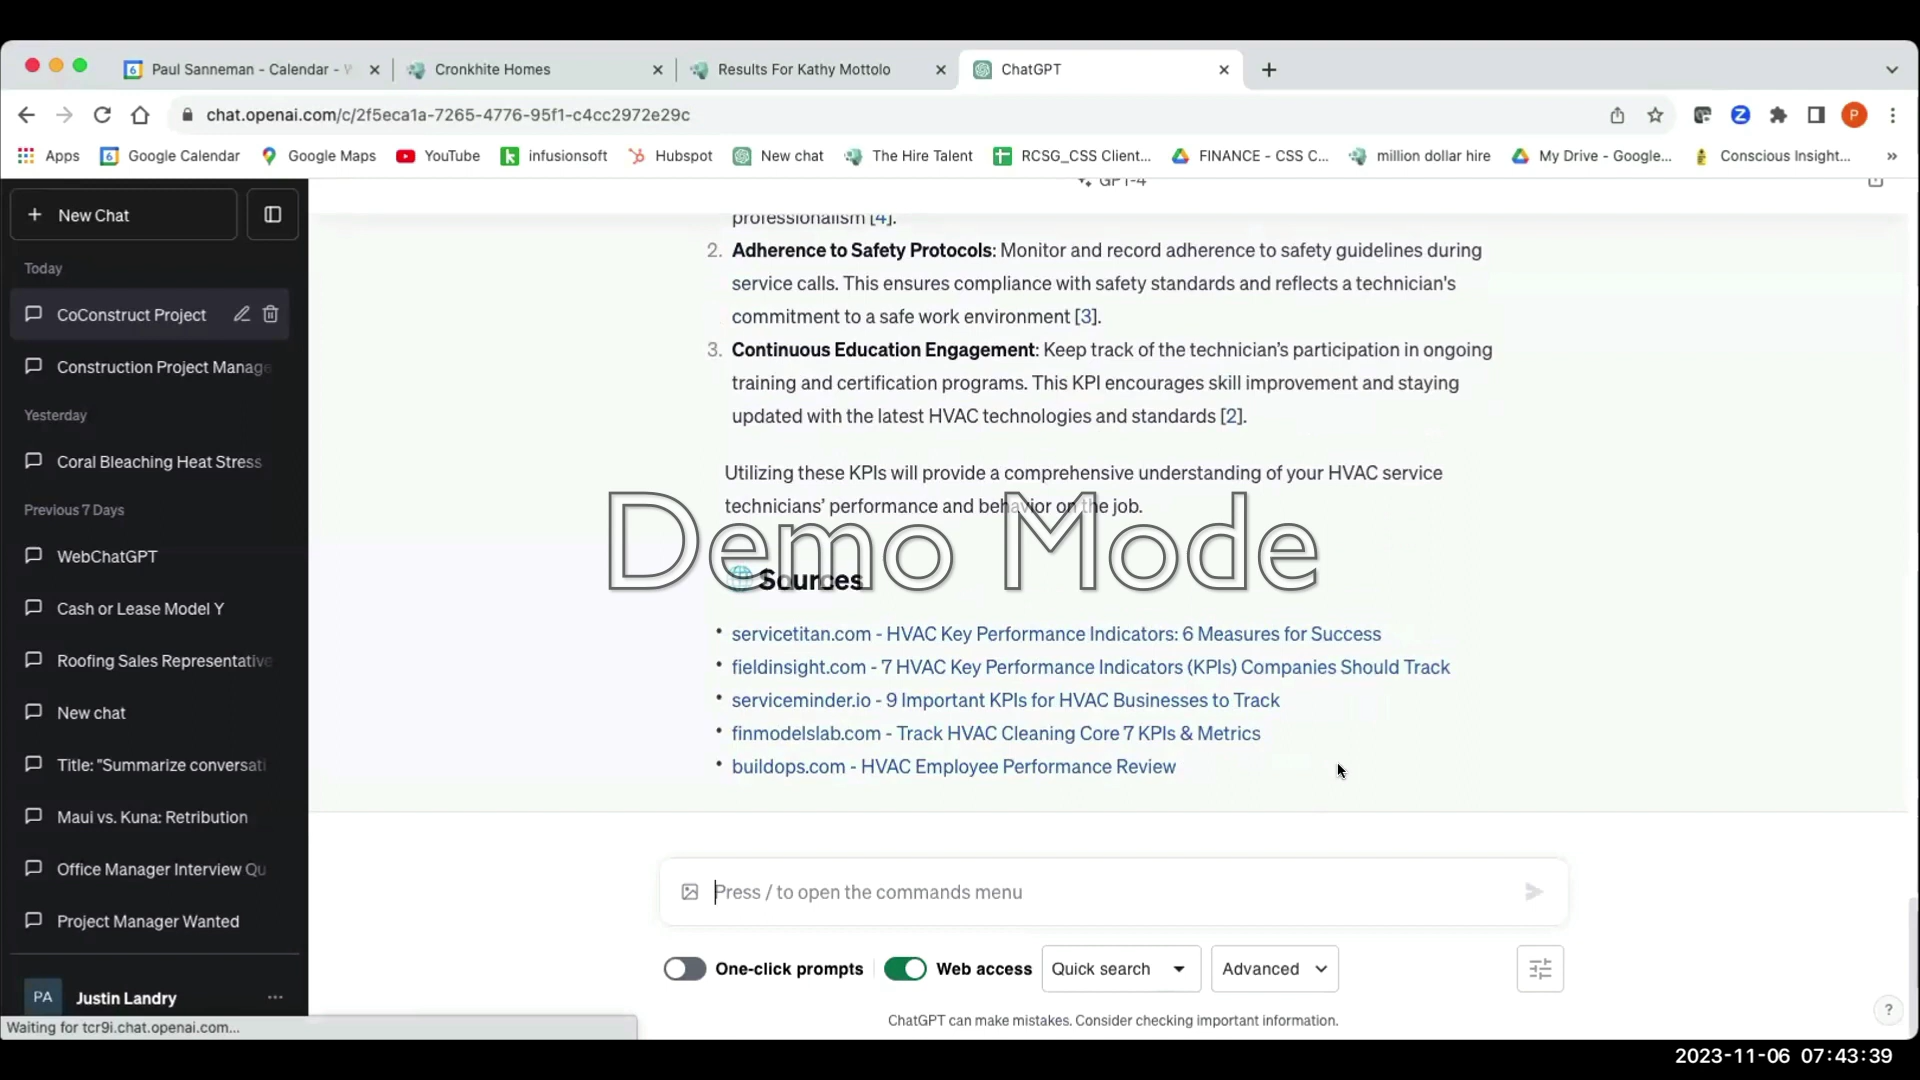 Paul Sanneman - Calendar - W
Cronkhite Homes
Results For Kathy Mottolo
ChatGPT
chat.openai.com/c/2f5eca1a-7265-4776-95f1-c4cc2972e29c
Z
P
Apps
6 Google Calendar
Google Maps
YouTube
infusionsoft
Hubspot
New chat
The Hire Talent
RCSG_CSS Client...
FINANCE - CSS C...
million dollar hire
My Drive - Google...
Conscious Insight...
»
New Chat
GPT-4
Today
CoConstruct Project
Construction Project Manage
Yesterday
Coral Bleaching Heat Stress
Previous 7 Days
WebChatGPT
Cash or Lease Model Y
Roofing Sales Representative
New chat
Title: "Summarize conversati
Maui vs. Kuna: Retribution
Office Manager Interview Qu
Project Manager Wanted
PA Justin Landry ...
Waiting for tcr9i.chat.openai.com...
professionalism [4].
2. Adherence to Safety Protocols: Monitor and record adherence to safety guidelines during
service calls. This ensures compliance with safety standards and reflects a technician's
commitment to a safe work environment [3].
3. Continuous Education Engagement: Keep track of the technician's participation in ongoing
training and certification programs. This KPI encourages skill improvement and staying
updated with the latest HVAC technologies and standards [2].
Utilizing these KPIs will provide a comprehensive understanding of your HVAC service
technicians' performance and behavior on the job.
Demo Mode
Sources
• servicetitan.com - HVAC Key Performance Indicators: 6 Measures for Success
• fieldinsight.com - 7 HVAC Key Performance Indicators (KPIs) Companies Should Track
• serviceminder.io - 9 Important KPIs for HVAC Businesses to Track
• finmodelslab.com - Track HVAC Cleaning Core 7 KPIs & Metrics
• buildops.com - HVAC Employee Performance Review
Press / to open the commands menu
One-click prompts
Web access
Quick search
Advanced
ChatGPT can make mistakes. Consider checking important information.
?
2023-11-06 07:43:39